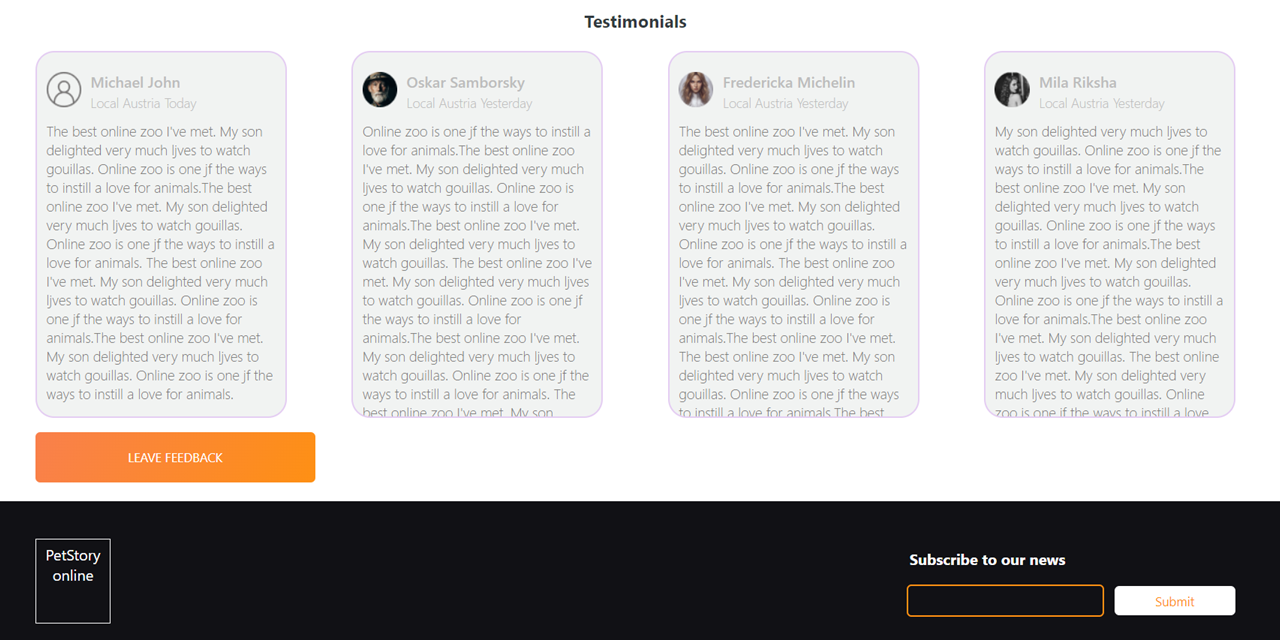 Testimonials
Michael John
Local Austria Today
The best online zoo I've met. My son
delighted very much ljves to watch
gouillas. Online zoo is one jf the ways
to instill a love for animals.The best
online zoo I've met. My son delighted
very much ljves to watch gouillas.
Online zoo is one jf the ways to instill a
love for animals. The best online zoo
I've met. My son delighted very much
ljves to watch gouillas. Online zoo is
one jf the ways to instill a love for
animals.The best online zoo I've met.
My son delighted very much ljves to
watch gouillas. Online zoo is one jf the
ways to instill a love for animals.
Oskar Samborsky
Local Austria Yesterday
Online zoo is one jf the ways to instill a
love for animals.The best online zoo
I've met. My son delighted very much
ljves to watch gouillas. Online zoo is
one jf the ways to instill a love for
animals.The best online zoo I've met.
My son delighted very much ljves to
watch gouillas. The best online zoo I've
met. My son delighted very much ljves
to watch gouillas. Online zoo is one jf
the ways to instill a love for
animals.The best online zoo I've met.
My son delighted very much ljves to
watch gouillas. Online zoo is one jf the
ways to instill a love for animals.The
best online zoo I've met. My son
Fredericka Michelin
Local Austria Yesterday
The best online zoo I've met. My son
delighted very much ljves to watch
gouillas. Online zoo is one jf the ways
to instill a love for animals.The best
online zoo I've met. My son delighted
very much ljves to watch gouillas.
Online zoo is one jf the ways to instill a
love for animals. The best online zoo
I've met. My son delighted very much
ljves to watch gouillas. Online zoo is
one jf the ways to instill a love for
animals.The best online zoo I've met.
The best online zoo I've met. My son
delighted very much ljves to watch
gouillas. Online zoo is one jf the ways
to instill a love for animals.The best
Mila Riksha
Local Austria Yesterday
My son delighted very much ljves to
watch gouillas. Online zoo is one jf the
ways to instill a love for animals.The
best online zoo I've met. My son
delighted very much ljves to watch
gouillas. Online zoo is one jf the ways
to instill a love for animals.The best
online zoo I've met. My son delighted
very much ljves to watch gouillas.
Online zoo is one jf the ways to instill a
love for animals.The best online zoo
I've met. My son delighted very much
ljves to watch gouillas. The best online
zoo I've met. My son delighted very
much ljves to watch gouillas. Online
zoo is one jf the ways to instill a love
LEAVE FEEDBACK
PetStory
online
Subscribe to our news
Submit